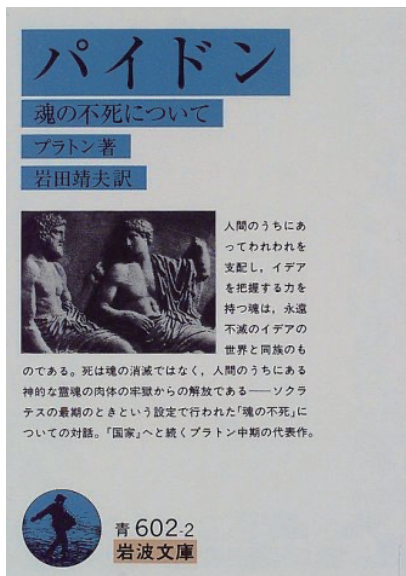 パイドン
魂の不死について
プラトン著
岩田靖夫訳
人間のうちにあ
ってわれわれを
支配し，イデア
を把握する力を
持つ魂は，永遠
不滅のイデアの
世界と同族のも
のである。死は魂の消滅ではなく，人間のうちにある
神的な霊魂の肉体の牢獄からの解放である──ソクラ
テスの最期のときという設定で行われた「魂の不死」に
ついての対話。『国家』へと続くプラトン中期の代表作。
青 602-2
岩波文庫